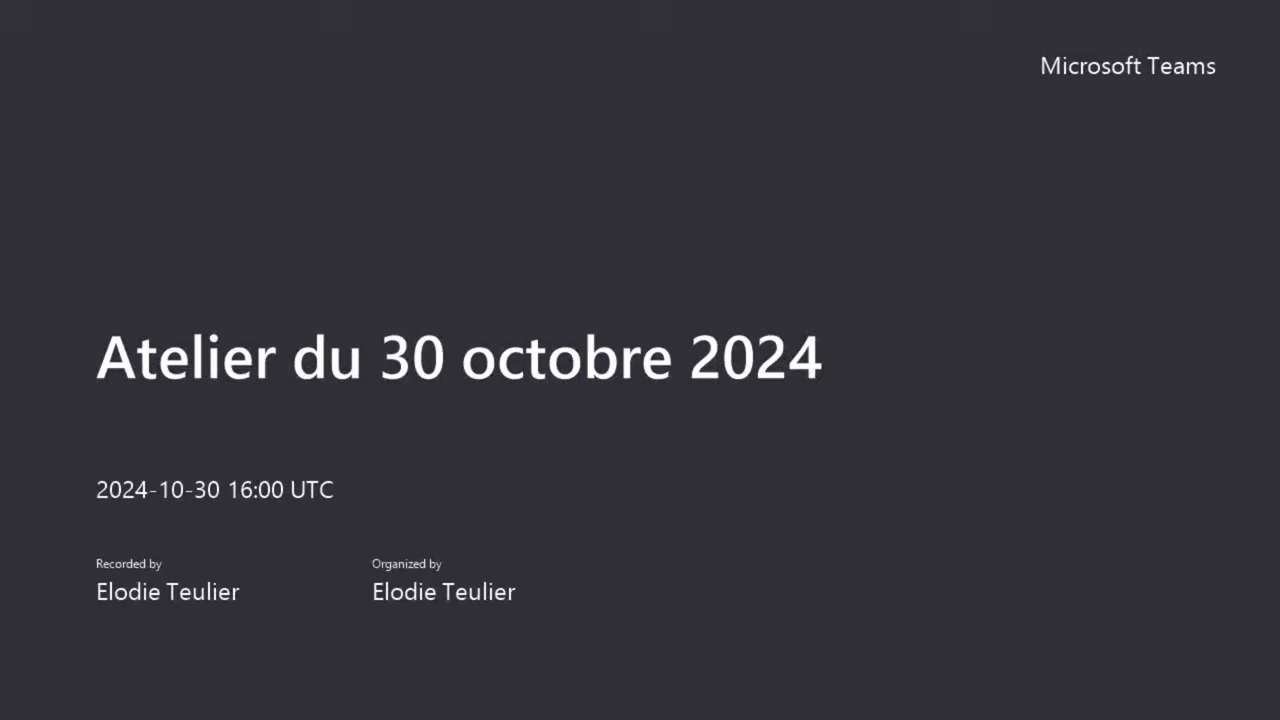 Microsoft Teams
Atelier du 30 octobre 2024
2024-10-30 16:00 UTC
Recorded by
Elodie Teulier
Organized by
Elodie Teulier